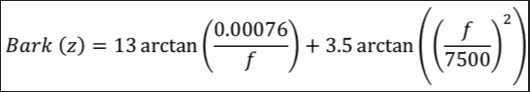 Bark (z) = 13 arctan(0.00076/f) + 3.5 arctan((f/7500)²)